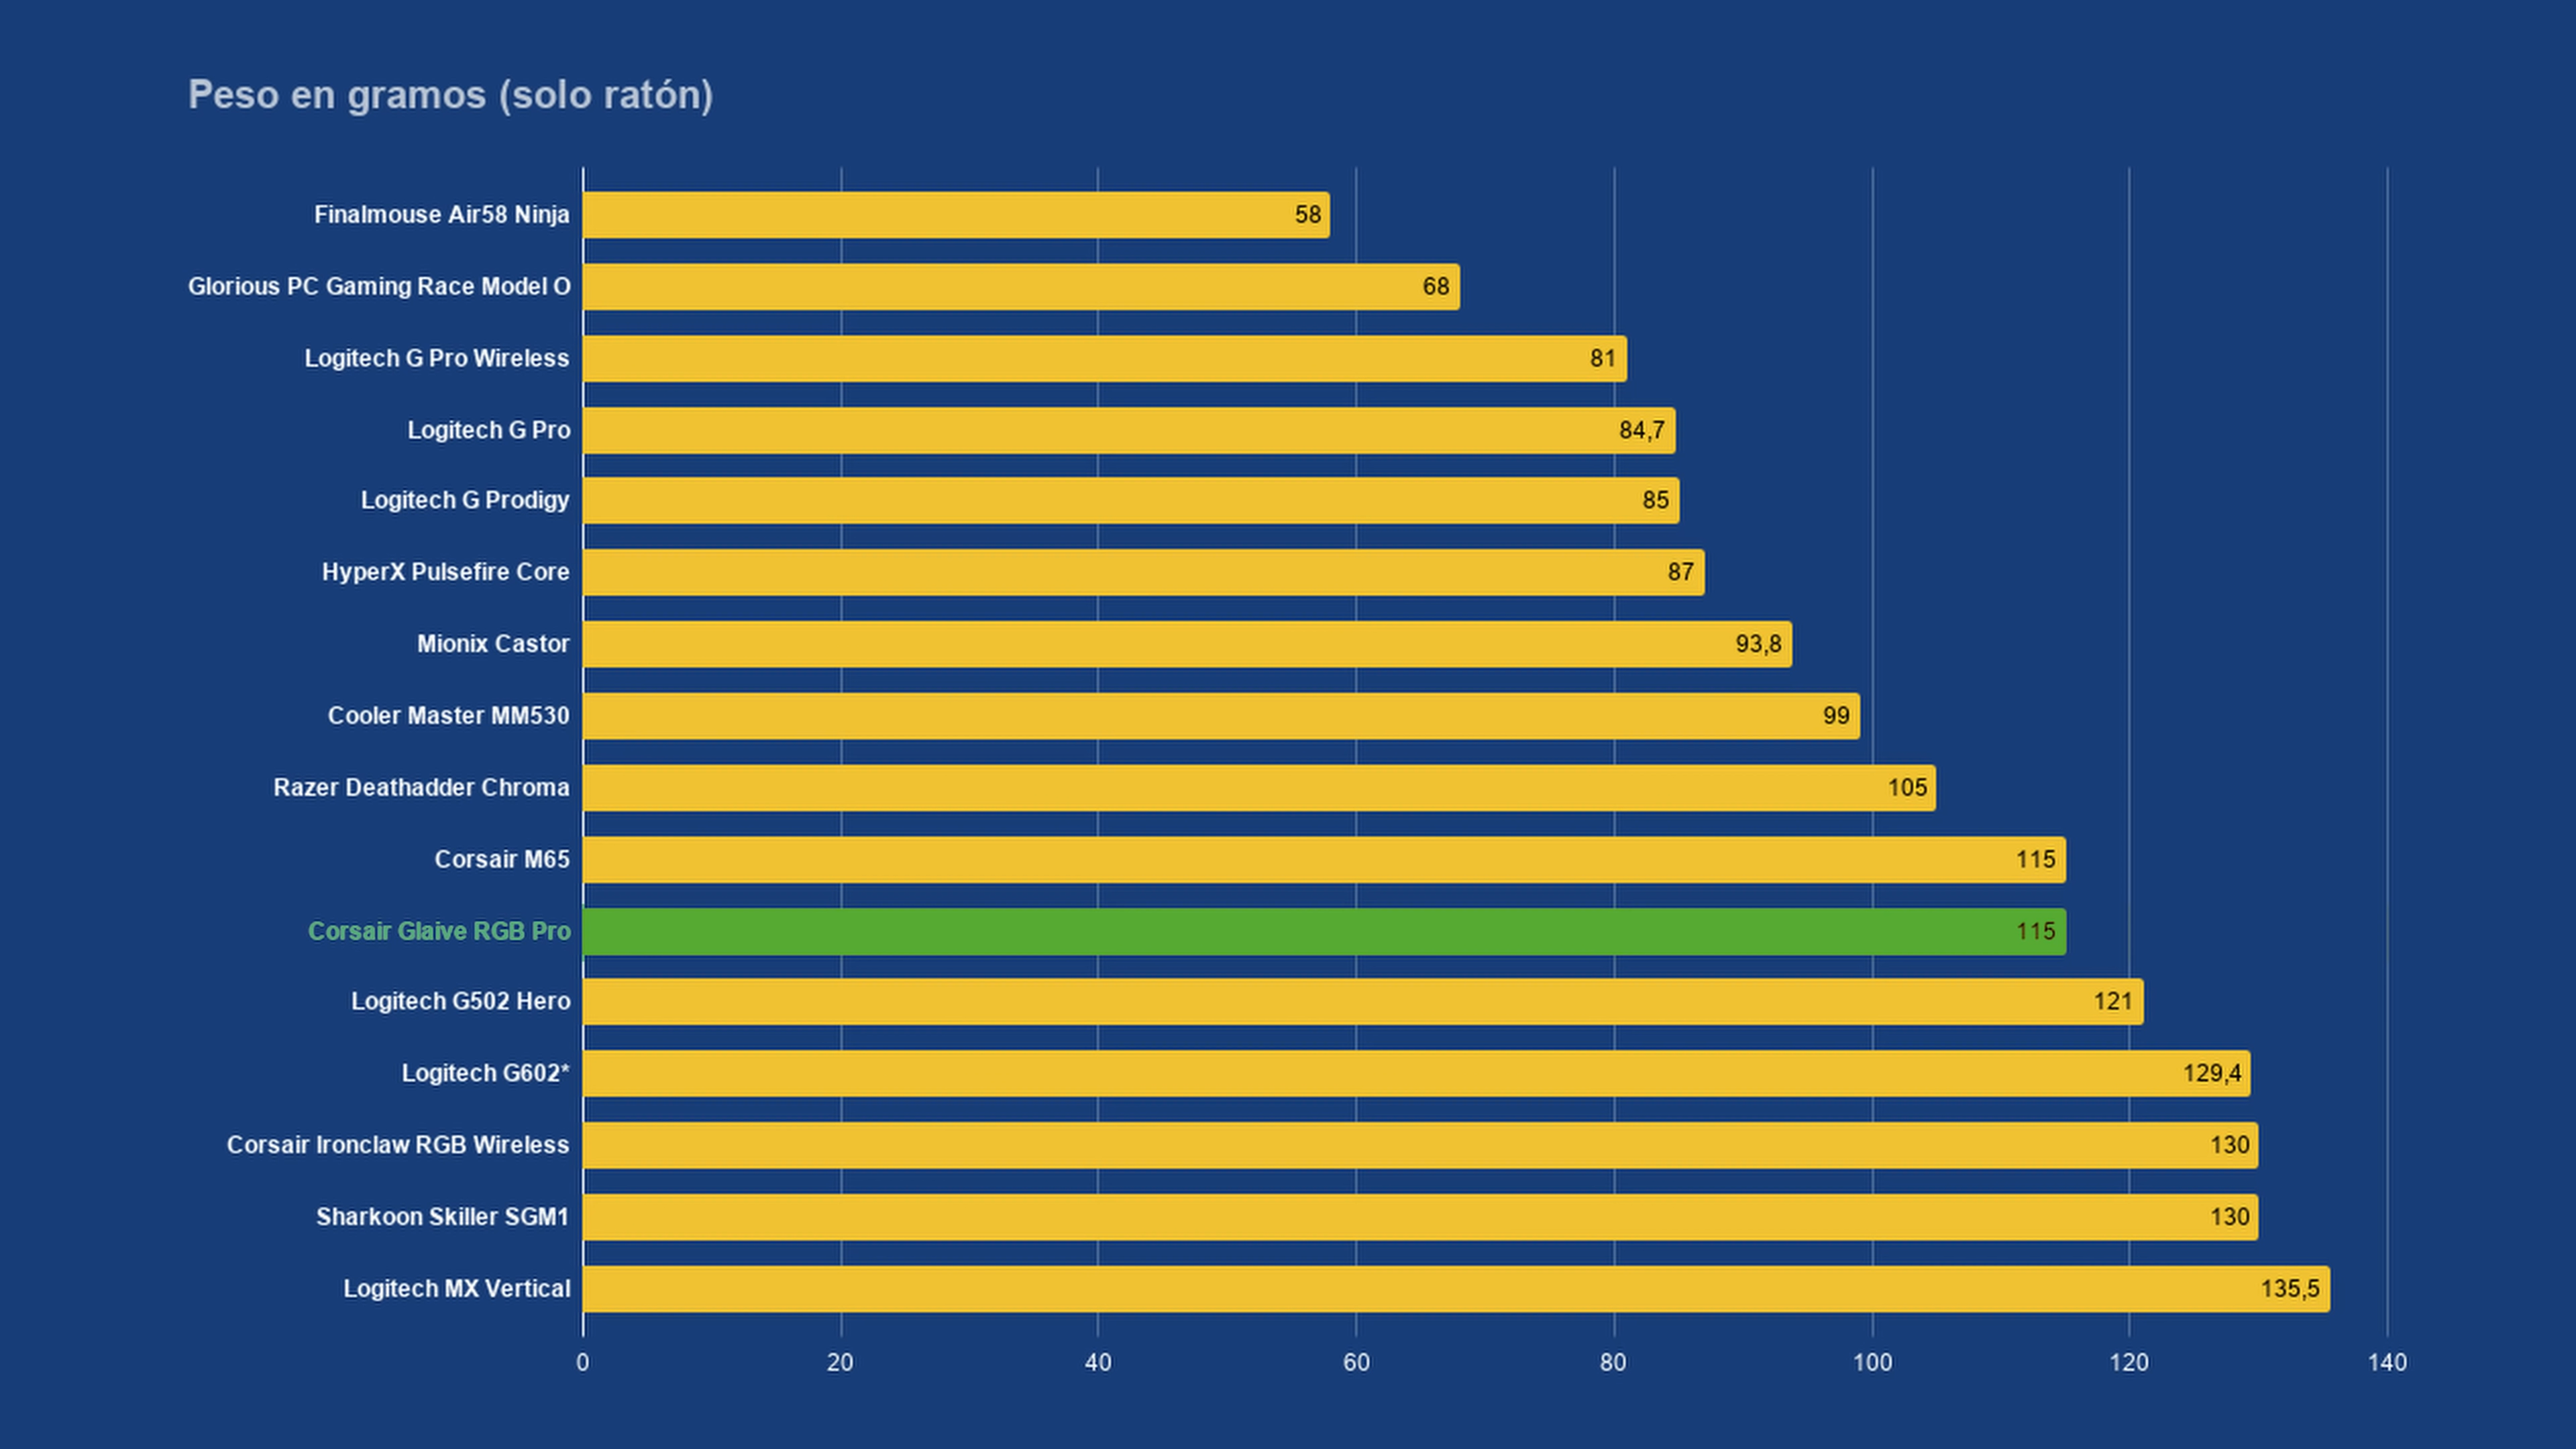 Peso en gramos (solo ratón)
Finalmouse Air58 Ninja 58
Glorious PC Gaming Race Model O 68
Logitech G Pro Wireless 81
Logitech G Pro 84,7
Logitech G Prodigy 85
HyperX Pulsefire Core 87
Mionix Castor 93,8
Cooler Master MM530 99
Razer Deathadder Chroma 105
Corsair M65 115
Corsair Glaive RGB Pro 115
Logitech G502 Hero 121
Logitech G602* 129,4
Corsair Ironclaw RGB Wireless 130
Sharkoon Skiller SGM1 130
Logitech MX Vertical 135,5
0 20 40 60 80 100 120 140